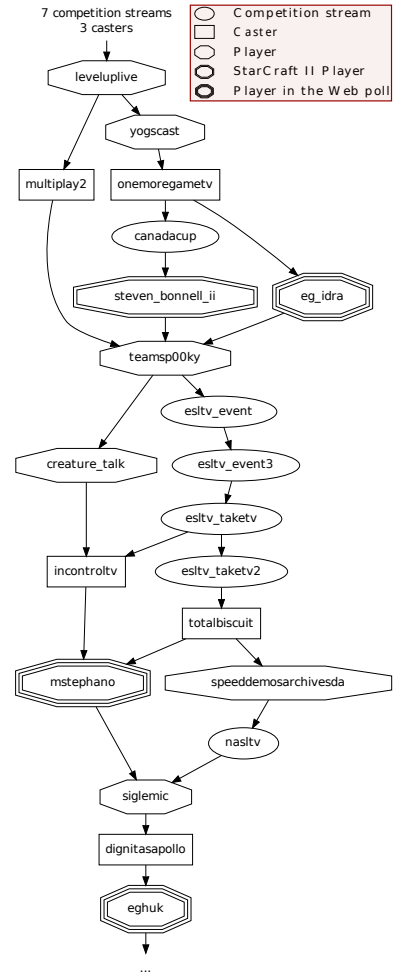 7 competition streams
3 casters
Competition stream
Caster
Player
StarCraft II Player
Player in the Web poll
leveluplive
yogscast
multiplay2
onemoregametv
canadacup
steven_bonnell_ii
eg_idra
teamsp00ky
esltv_event
creature_talk
esltv_event3
esltv_taketv
incontroltv
esltv_taketv2
totalbiscuit
mstephano
speeddemosarchivesda
nasltv
siglemic
dignitasapollo
eghuk
...